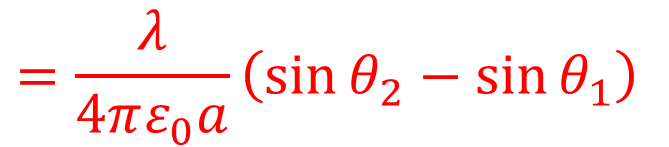 = λ / 4πε₀a (sin θ₂ − sin θ₁)